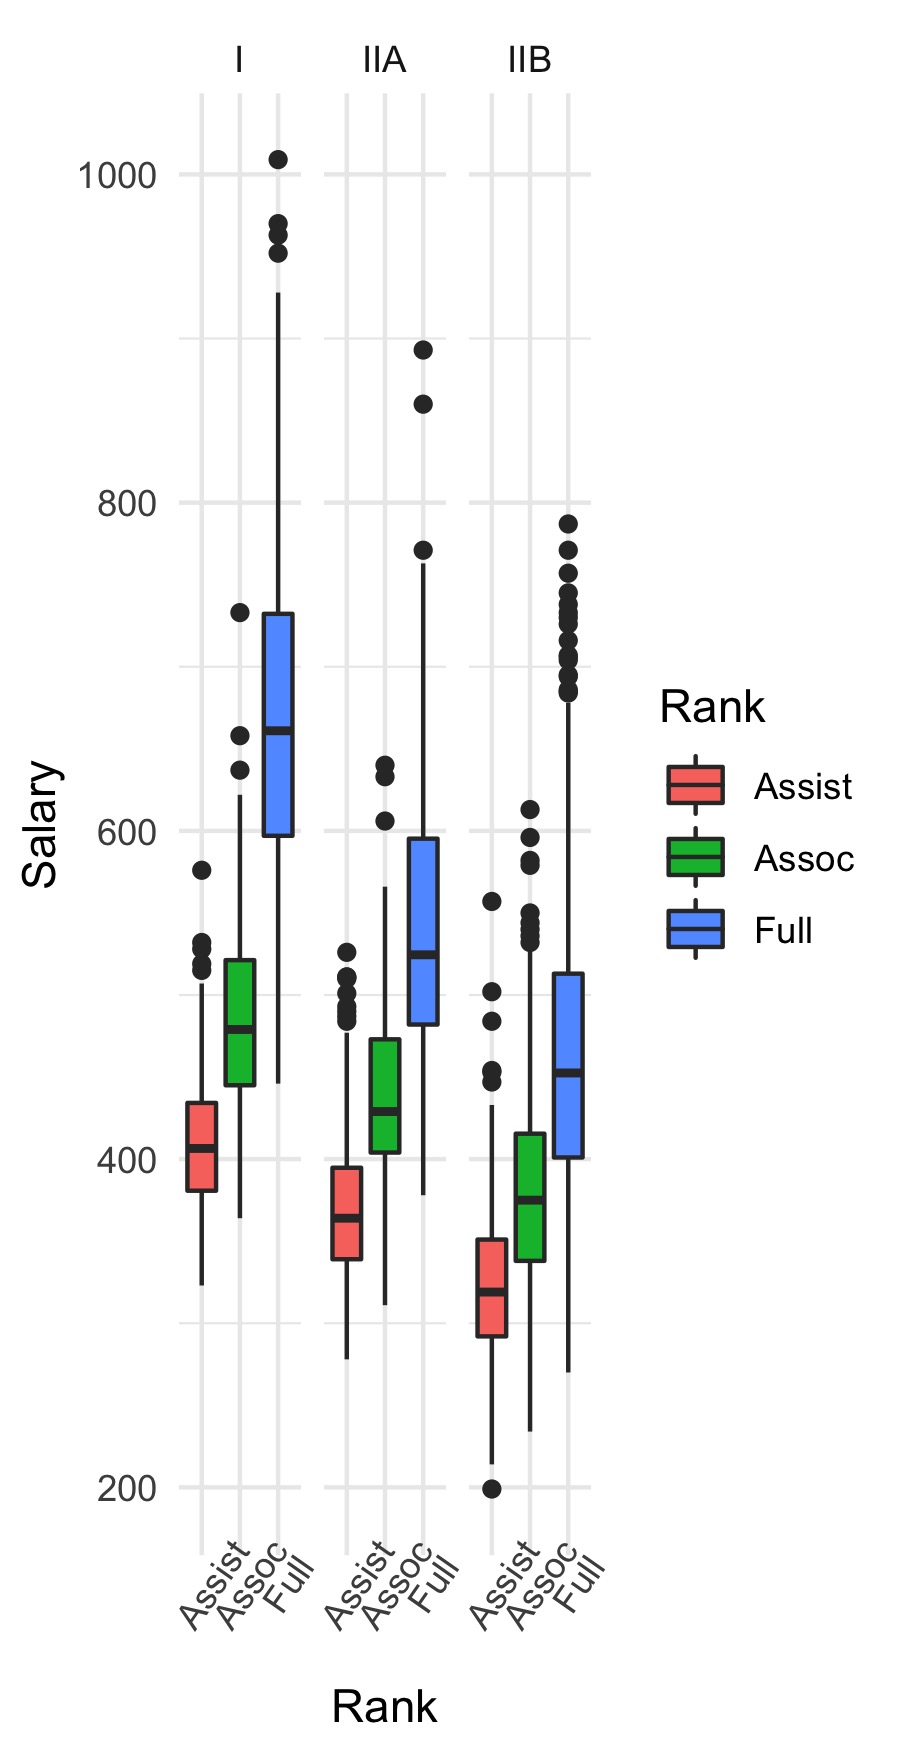 I IIA IIB
1000
800
600
400
200
Salary
Assist Assoc Full Assist Assoc Full Assist Assoc Full
Rank
Rank
Assist
Assoc
Full